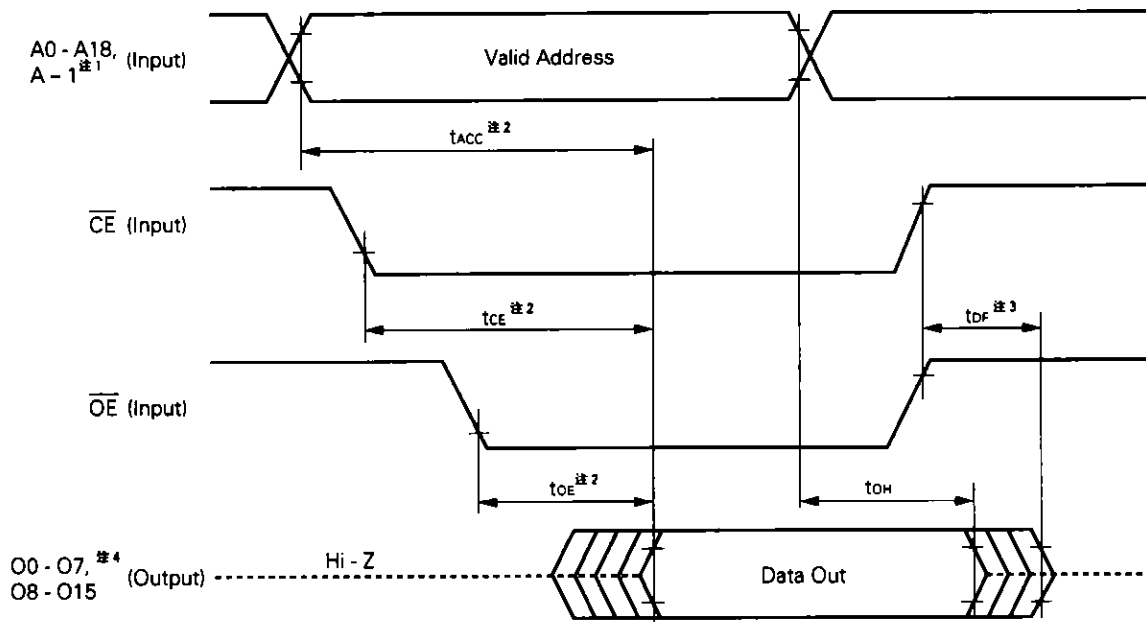 A0 - A18, (Input)
A - 1注1
Valid Address
tACC注2
CE (Input)
tCE注2
tDF注3
OE (Input)
tOE注2
tOH
O0 - O7,注4 (Output)
O8 - O15
Hi - Z
Data Out